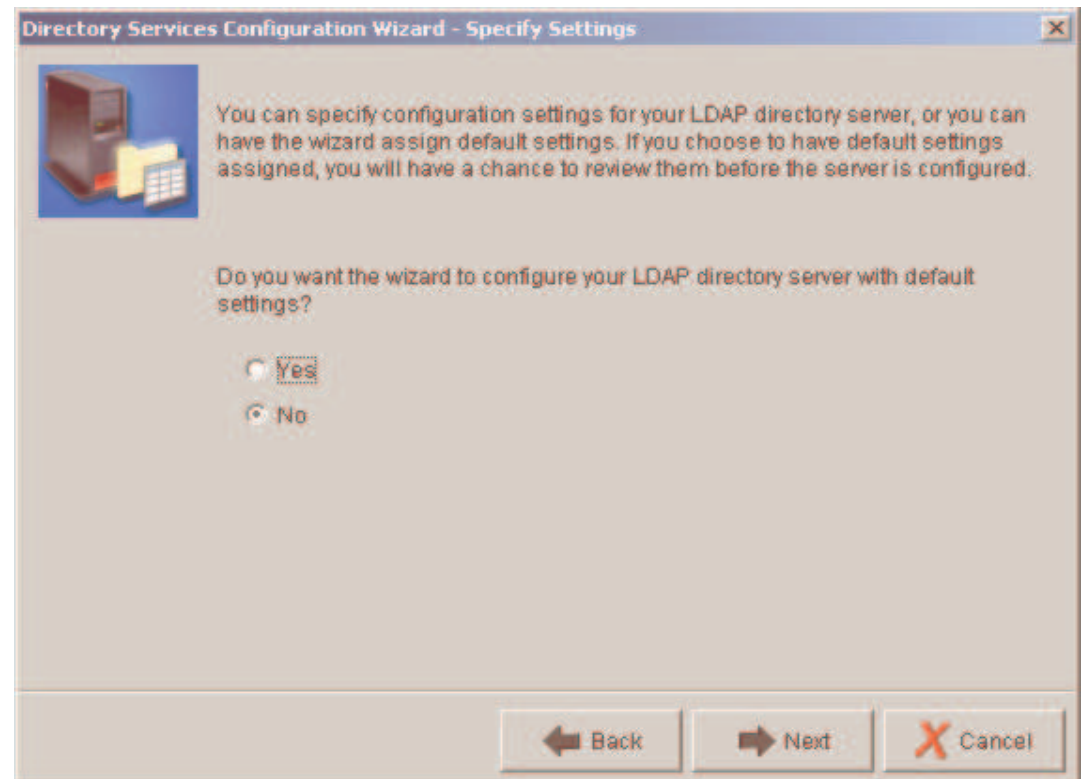 Directory Services Configuration Wizard - Specify Settings
You can specify configuration settings for your LDAP directory server, or you can
have the wizard assign default settings. If you choose to have default settings
assigned, you will have a chance to review them before the server is configured.
Do you want the wizard to configure your LDAP directory server with default
settings?
Yes
No
Back
Next
Cancel